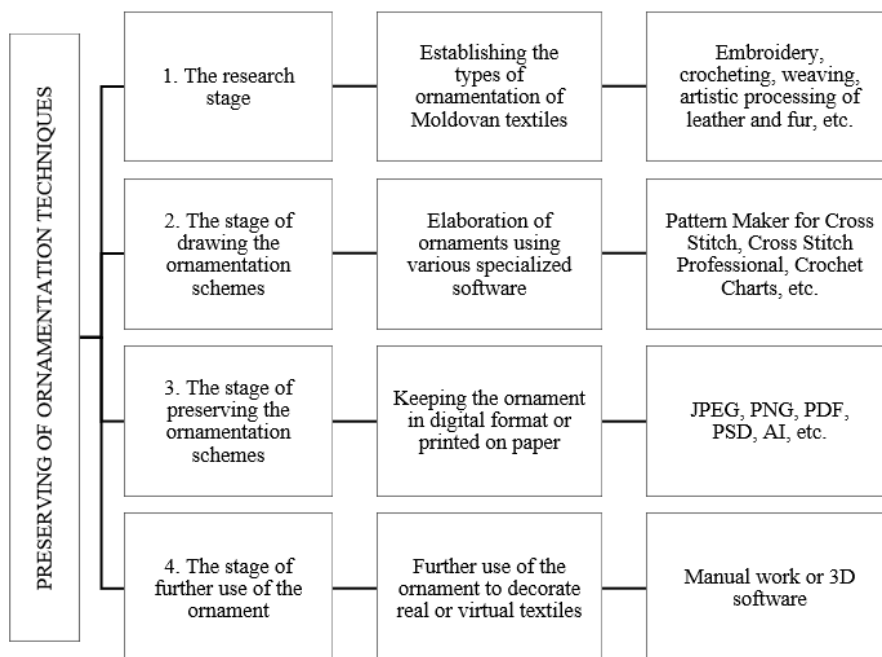 PRESERVING OF ORNAMENTATION TECHNIQUES
1. The research
stage
Establishing the
types of
ornamentation of
Moldovan textiles
Embroidery,
crocheting, weaving,
artistic processing of
leather and fur, etc.
2. The stage of
drawing the
ornamentation
schemes
Elaboration of
ornaments using
various specialized
software
Pattern Maker for Cross
Stitch, Cross Stitch
Professional, Crochet
Charts, etc.
3. The stage of
preserving the
ornamentation
schemes
Keeping the ornament
in digital format or
printed on paper
JPEG, PNG, PDF,
PSD, AI, etc.
4. The stage of
further use of the
ornament
Further use of the
ornament to decorate
real or virtual textiles
Manual work or 3D
software